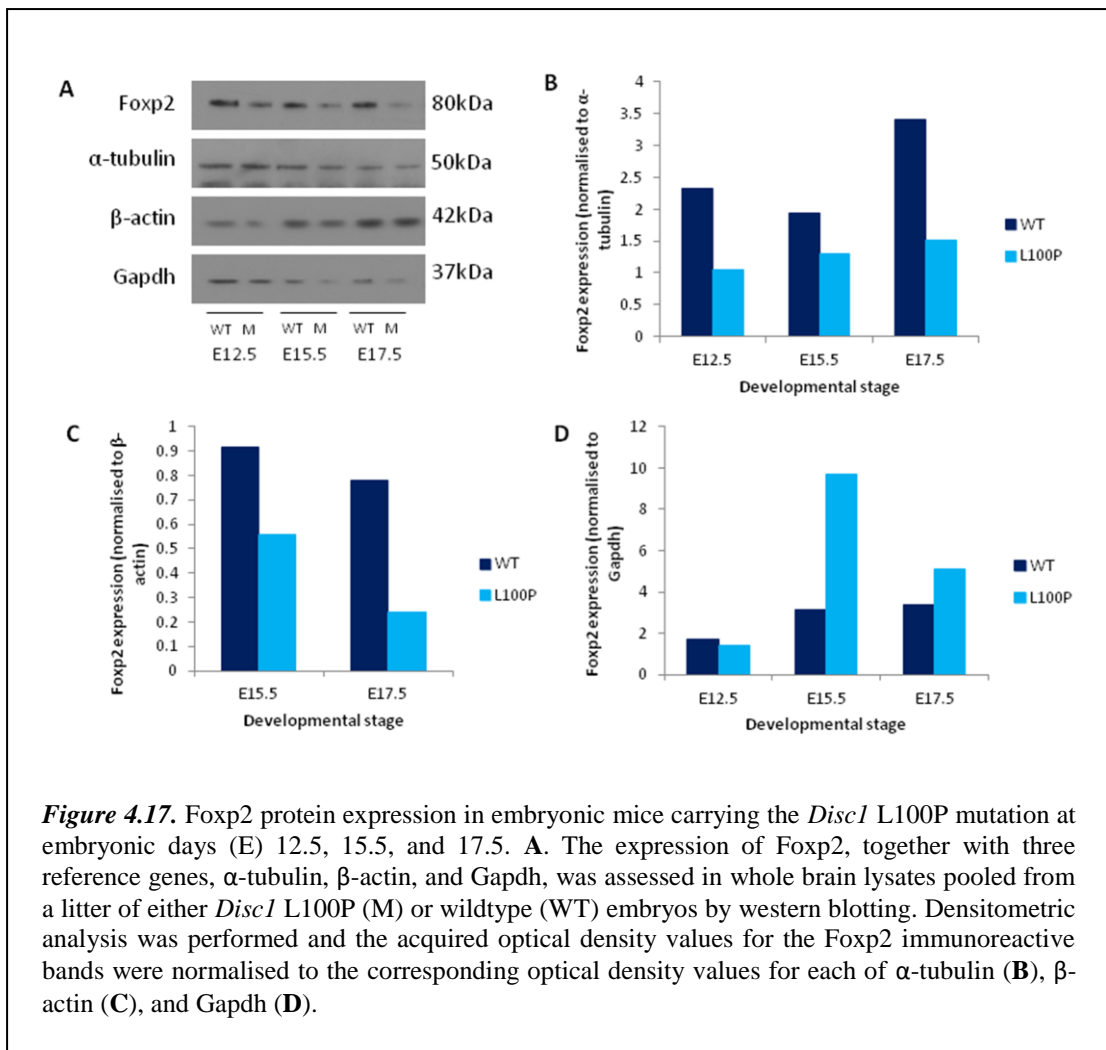 A
Foxp2
80kDa
α-tubulin
50kDa
β-actin
42kDa
Gapdh
37kDa
WT M WT M WT M
E12.5 E15.5 E17.5
B
Foxp2 expression (normalised to α-
tubulin)
4
3.5
3
2.5
2
1.5
1
0.5
0
E12.5 E15.5 E17.5
Developmental stage
WT
L100P
C
Foxp2 expression (normalised to β-
actin)
1
0.9
0.8
0.7
0.6
0.5
0.4
0.3
0.2
0.1
0
E15.5 E17.5
Developmental stage
WT
L100P
D
Foxp2 expression (normalised to
Gapdh)
12
10
8
6
4
2
0
E12.5 E15.5 E17.5
Developmental stage
WT
L100P
Figure 4.17. Foxp2 protein expression in embryonic mice carrying the Disc1 L100P mutation at
embryonic days (E) 12.5, 15.5, and 17.5. A. The expression of Foxp2, together with three
reference genes, α-tubulin, β-actin, and Gapdh, was assessed in whole brain lysates pooled from
a litter of either Disc1 L100P (M) or wildtype (WT) embryos by western blotting. Densitometric
analysis was performed and the acquired optical density values for the Foxp2 immunoreactive
bands were normalised to the corresponding optical density values for each of α-tubulin (B), β-
actin (C), and Gapdh (D).